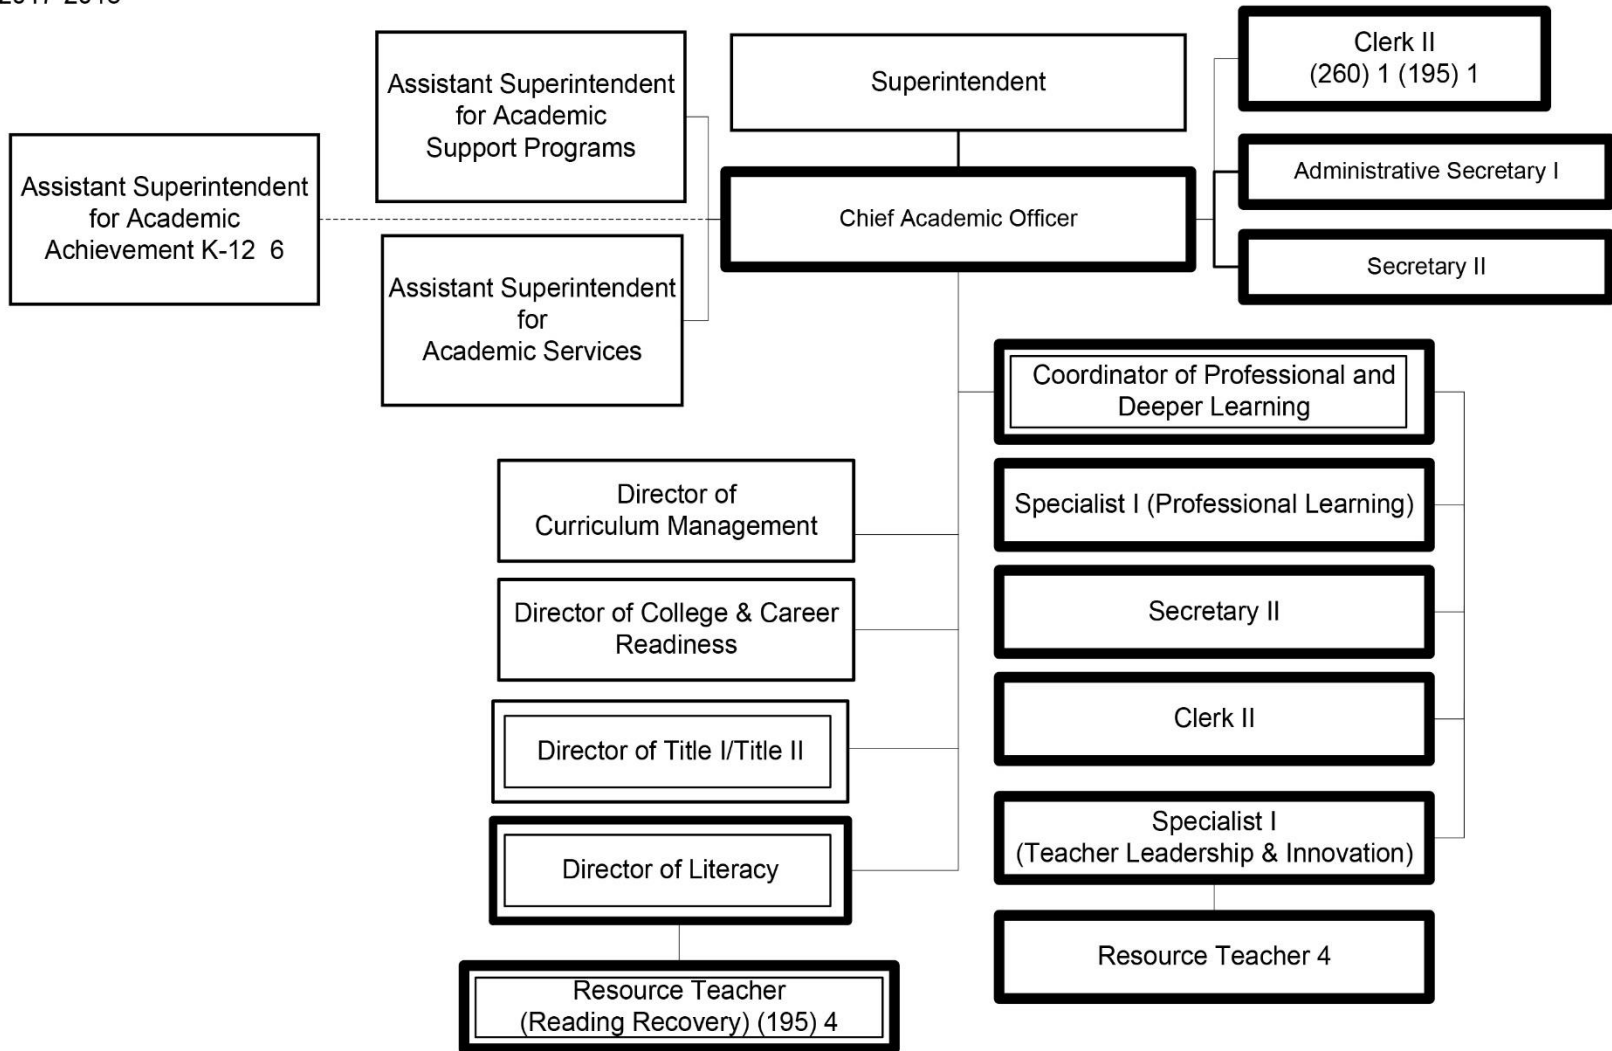 Clerk II
(260) 1 (195) 1
Superintendent
Assistant Superintendent
for Academic
Support Programs
Assistant Superintendent
for Academic
Achievement K-12 6
Administrative Secretary I
Chief Academic Officer
Secretary II
Assistant Superintendent
for
Academic Services
Coordinator of Professional and
Deeper Learning
Director of
Curriculum Management
Specialist I (Professional Learning)
Director of College & Career
Readiness
Secretary II
Clerk II
Director of Title I/Title II
Specialist I
(Teacher Leadership & Innovation)
Director of Literacy
Resource Teacher 4
Resource Teacher
(Reading Recovery) (195) 4